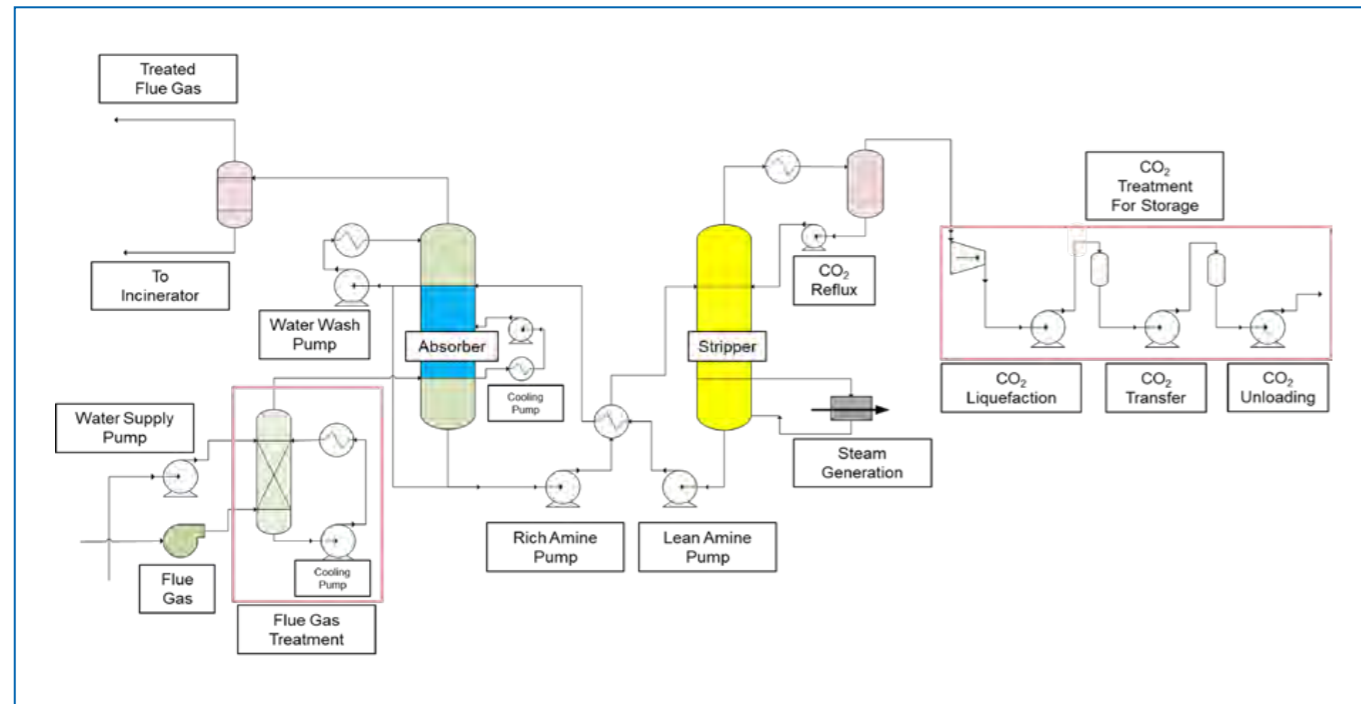 Treated
Flue Gas
To
Incinerator
Water Wash
Pump
Absorber
Cooling
Pump
Water Supply
Pump
Flue
Gas
Cooling
Pump
Flue Gas
Treatment
Rich Amine
Pump
Lean Amine
Pump
Stripper
CO₂
Reflux
Steam
Generation
CO₂
Treatment
For Storage
CO₂
Liquefaction
CO₂
Transfer
CO₂
Unloading